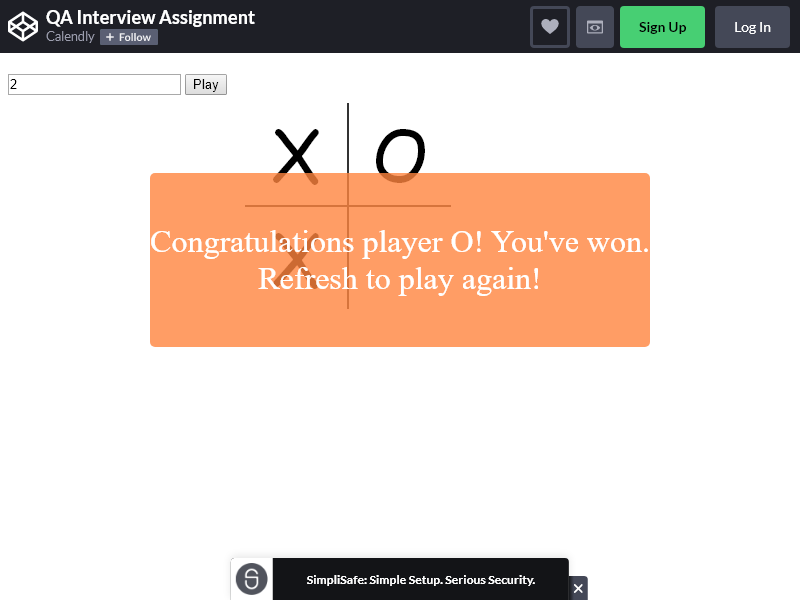 QA Interview Assignment
Calendly + Follow
Sign Up
Log In
2
Play
X O
X
Congratulations player O! You've won.
Refresh to play again!
SimpliSafe: Simple Setup. Serious Security.